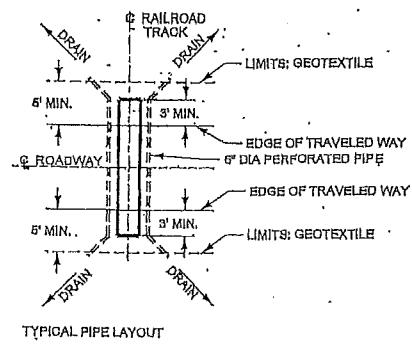 ℄ RAILROAD
TRACK
DRAIN
DRAIN
LIMITS: GEOTEXTILE
5' MIN.
3' MIN.
EDGE OF TRAVELED WAY
℄ ROADWAY
6" DIA PERFORATED PIPE
EDGE OF TRAVELED WAY
5' MIN.
3' MIN.
LIMITS: GEOTEXTILE
DRAIN
DRAIN
TYPICAL PIPE LAYOUT